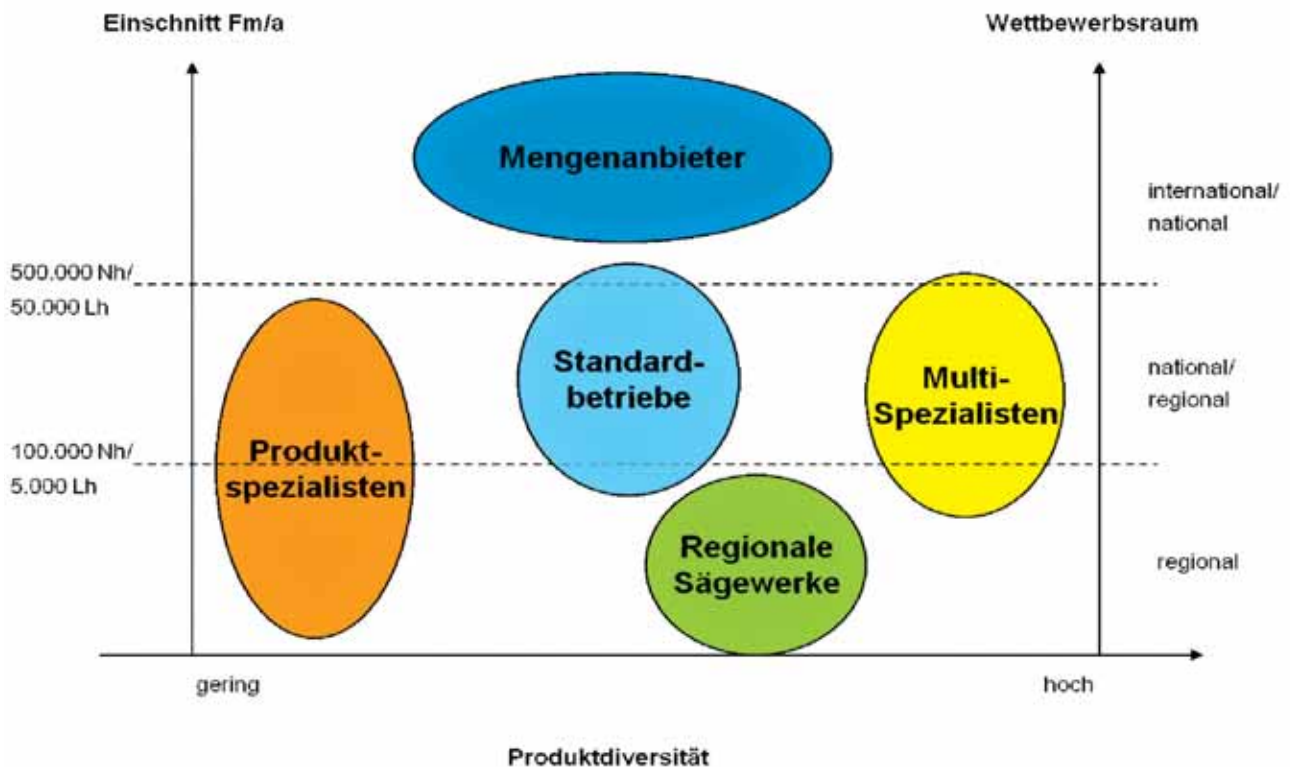 Einschnitt Fm/a
Wettbewerbsraum
Mengenanbieter
international/
national
500.000 Nh/
50.000 Lh
Standard-
betriebe
Multi-
Spezialisten
national/
regional
100.000 Nh/
5.000 Lh
Produkt-
spezialisten
Regionale
Sägewerke
regional
gering
hoch
Produktdiversität